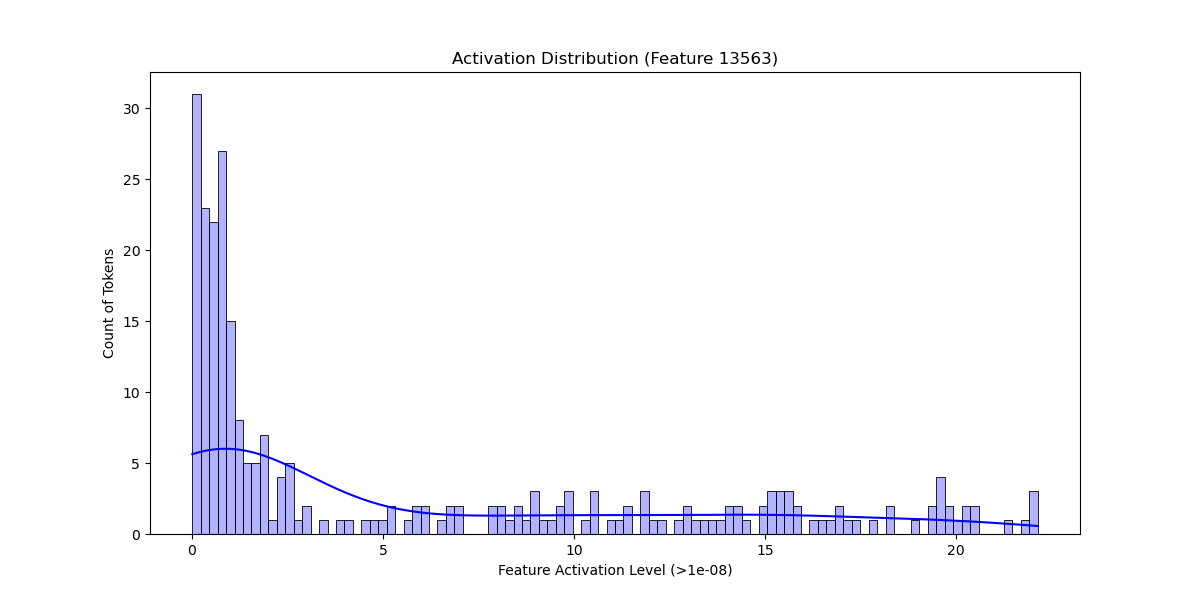 Activation Distribution (Feature 13563)
30
25
20
15
10
5
0
Count of Tokens
0 5 10 15 20
Feature Activation Level (>1e-08)